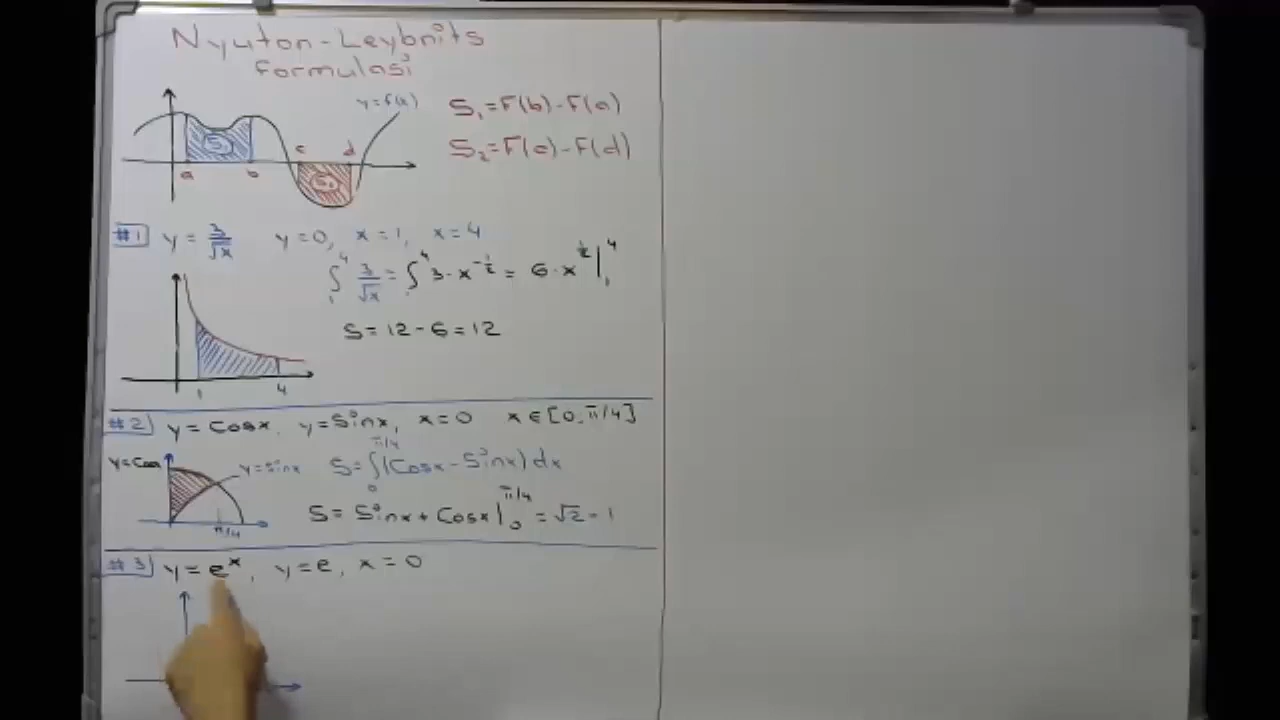 Nyuton-Leybnits
formulasi
y=f(x)
S₁=F(b)-F(a)
S₂=F(c)-F(d)
S₁
a b c d
S₂
#1 y = 3/√x y=0, x=1, x=4
∫₁⁴ 3/√x = ∫₁⁴ 3·x^(-1/2) = 6·x^(1/2) |₁⁴
S=12-6=12
1 4
#2) y=Cosx, y=Sinx, x=0 x∈[0,π/4]
y=Cosx y=Sinx S=∫₀^(π/4) (Cosx-Sinx)dx
S= Sinx+Cosx|₀^(π/4) = √2-1
π/4
#3) y=eˣ, y=e, x=0